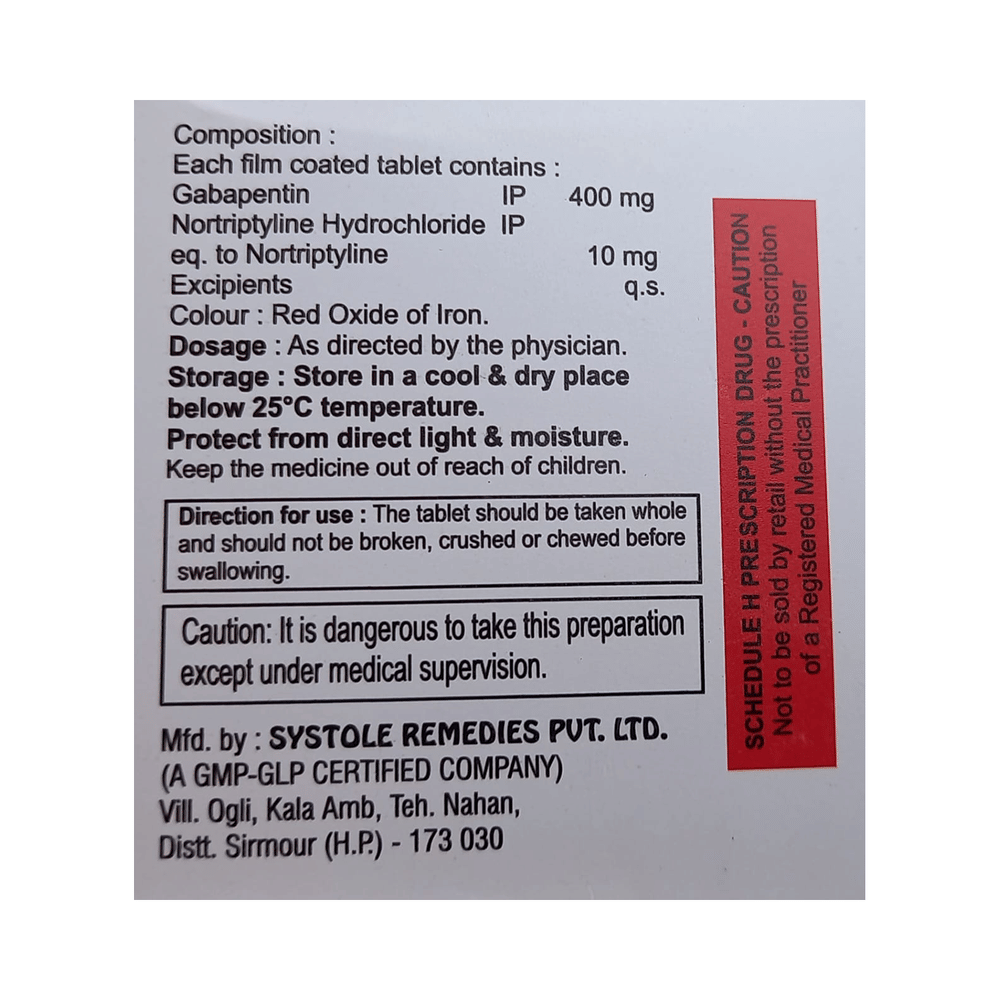 Composition :
Each film coated tablet contains :
Gabapentin IP 400 mg
Nortriptyline Hydrochloride IP
eq. to Nortriptyline 10 mg
Excipients q.s.
Colour : Red Oxide of Iron.
Dosage : As directed by the physician.
Storage : Store in a cool & dry place
below 25°C temperature.
Protect from direct light & moisture.
Keep the medicine out of reach of children.
Direction for use : The tablet should be taken whole
and should not be broken, crushed or chewed before
swallowing.
Caution: It is dangerous to take this preparation
except under medical supervision.
Mfd. by : SYSTOLE REMEDIES PVT. LTD.
(A GMP-GLP CERTIFIED COMPANY)
Vill. Ogli, Kala Amb, Teh. Nahan,
Distt. Sirmour (H.P.) - 173 030
SCHEDULE H PRESCRIPTION DRUG - CAUTION
Not to be sold by retail without the prescription
of a Registered Medical Practitioner